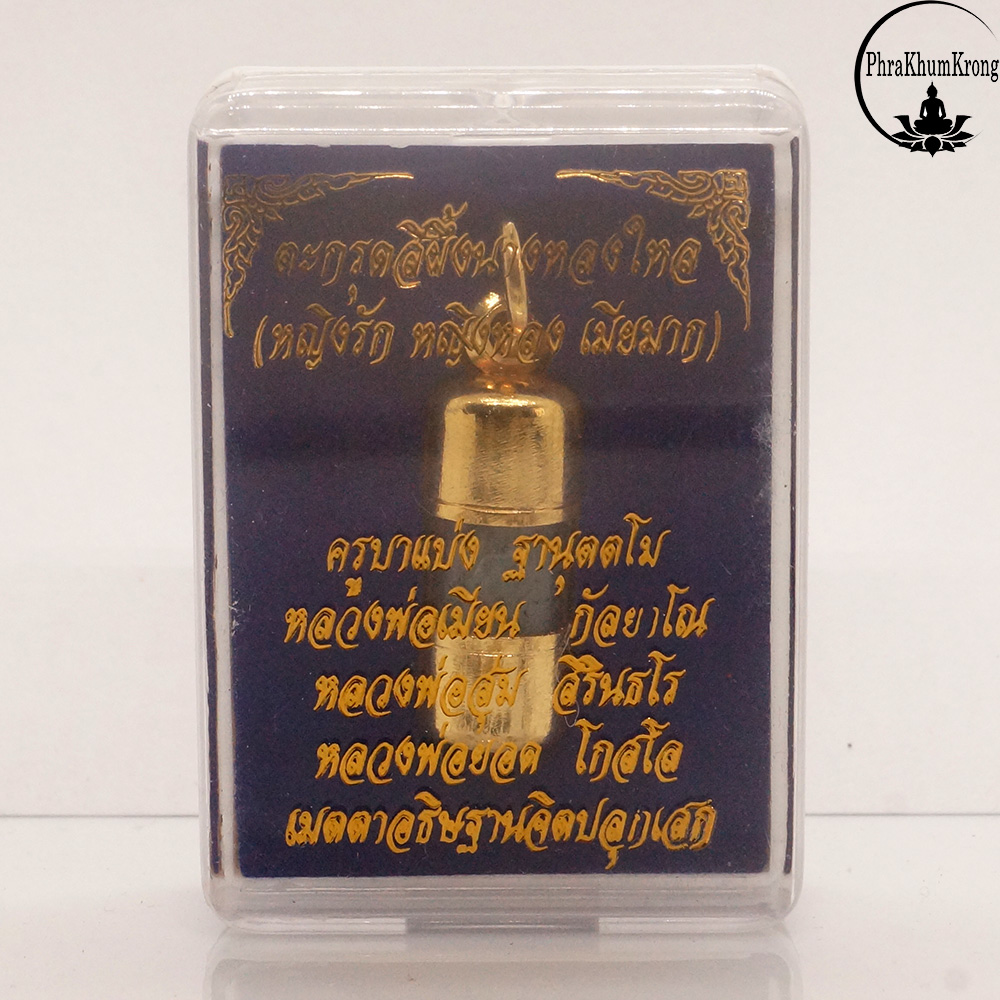 PhraKhumKrong
ตะกรุดสีผึ้งนางหลงใหล
(หญิงรัก หญิงหลง เมียมาก)
ครูบาแบ่ง ฐานุตตโม
หลวงพ่อเมียน กัลยาโณ
หลวงพ่อสุ่ม สิรินธโร
หลวงพ่อยอด โกสโล
เมตตาอธิษฐานจิตปลุกเสก